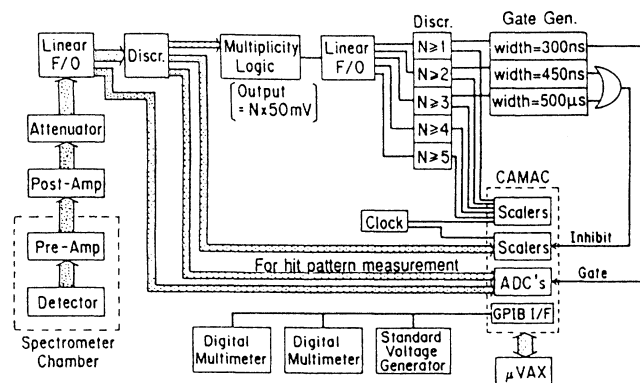 Discr.
Gate Gen.
Linear
F/O
Discr.
Multiplicity
Logic
Output
= N×50mV
Linear
F/O
N≥1
N≥2
N≥3
N≥4
N≥5
width=300ns
width=450ns
width=500μs
Attenuator
Post-Amp
Pre-Amp
Detector
Spectrometer
Chamber
CAMAC
Scalers
Clock
Scalers
Inhibit
For hit pattern measurement
ADC's
Gate
GPIB I/F
Digital
Multimeter
Digital
Multimeter
Standard
Voltage
Generator
μVAX